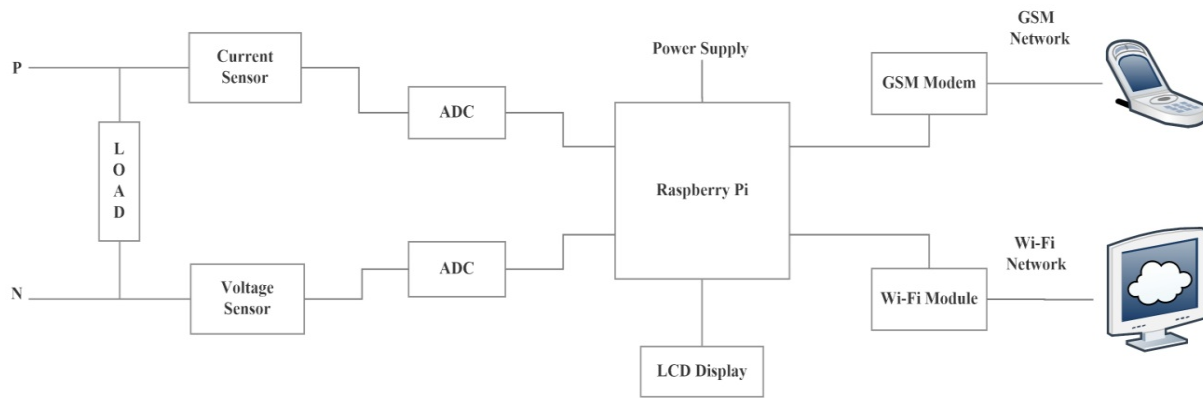 P
Current
Sensor
ADC
Power Supply
GSM Modem
GSM
Network
L
O
A
D
Raspberry Pi
N
Voltage
Sensor
ADC
Wi-Fi Module
Wi-Fi
Network
LCD Display